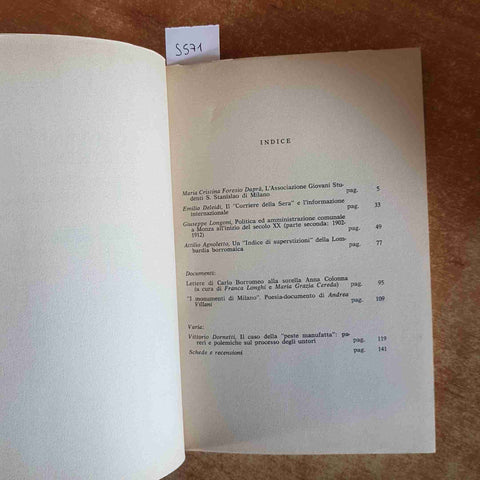 S571
INDICE
Maria Cristina Foresio Daprà, L'Associazione Giovani Stu-
denti S. Stanislao di Milano pag. 5
Emilio Deleidi, Il "Corriere della Sera" e l'informazione
internazionale pag. 33
Giuseppe Longoni, Politica ed amministrazione comunale
a Monza all'inizio del secolo XX (parte seconda: 1902-
1912) pag. 49
Attilio Agnoletto, Un "Indice di superstizioni" della Lom-
bardia borromaica pag. 77
Documenti:
Lettere di Carlo Borromeo alla sorella Anna Colonna
(a cura di Franca Longhi e Maria Grazia Cereda) pag. 95
"I monumenti di Milano". Poesia-documento di Andrea
Villani pag. 109
Varia:
Vittorio Dornetti, Il caso della "peste manufatta": pa-
reri e polemiche sul processo degli untori pag. 119
Schede e recensioni pag. 141